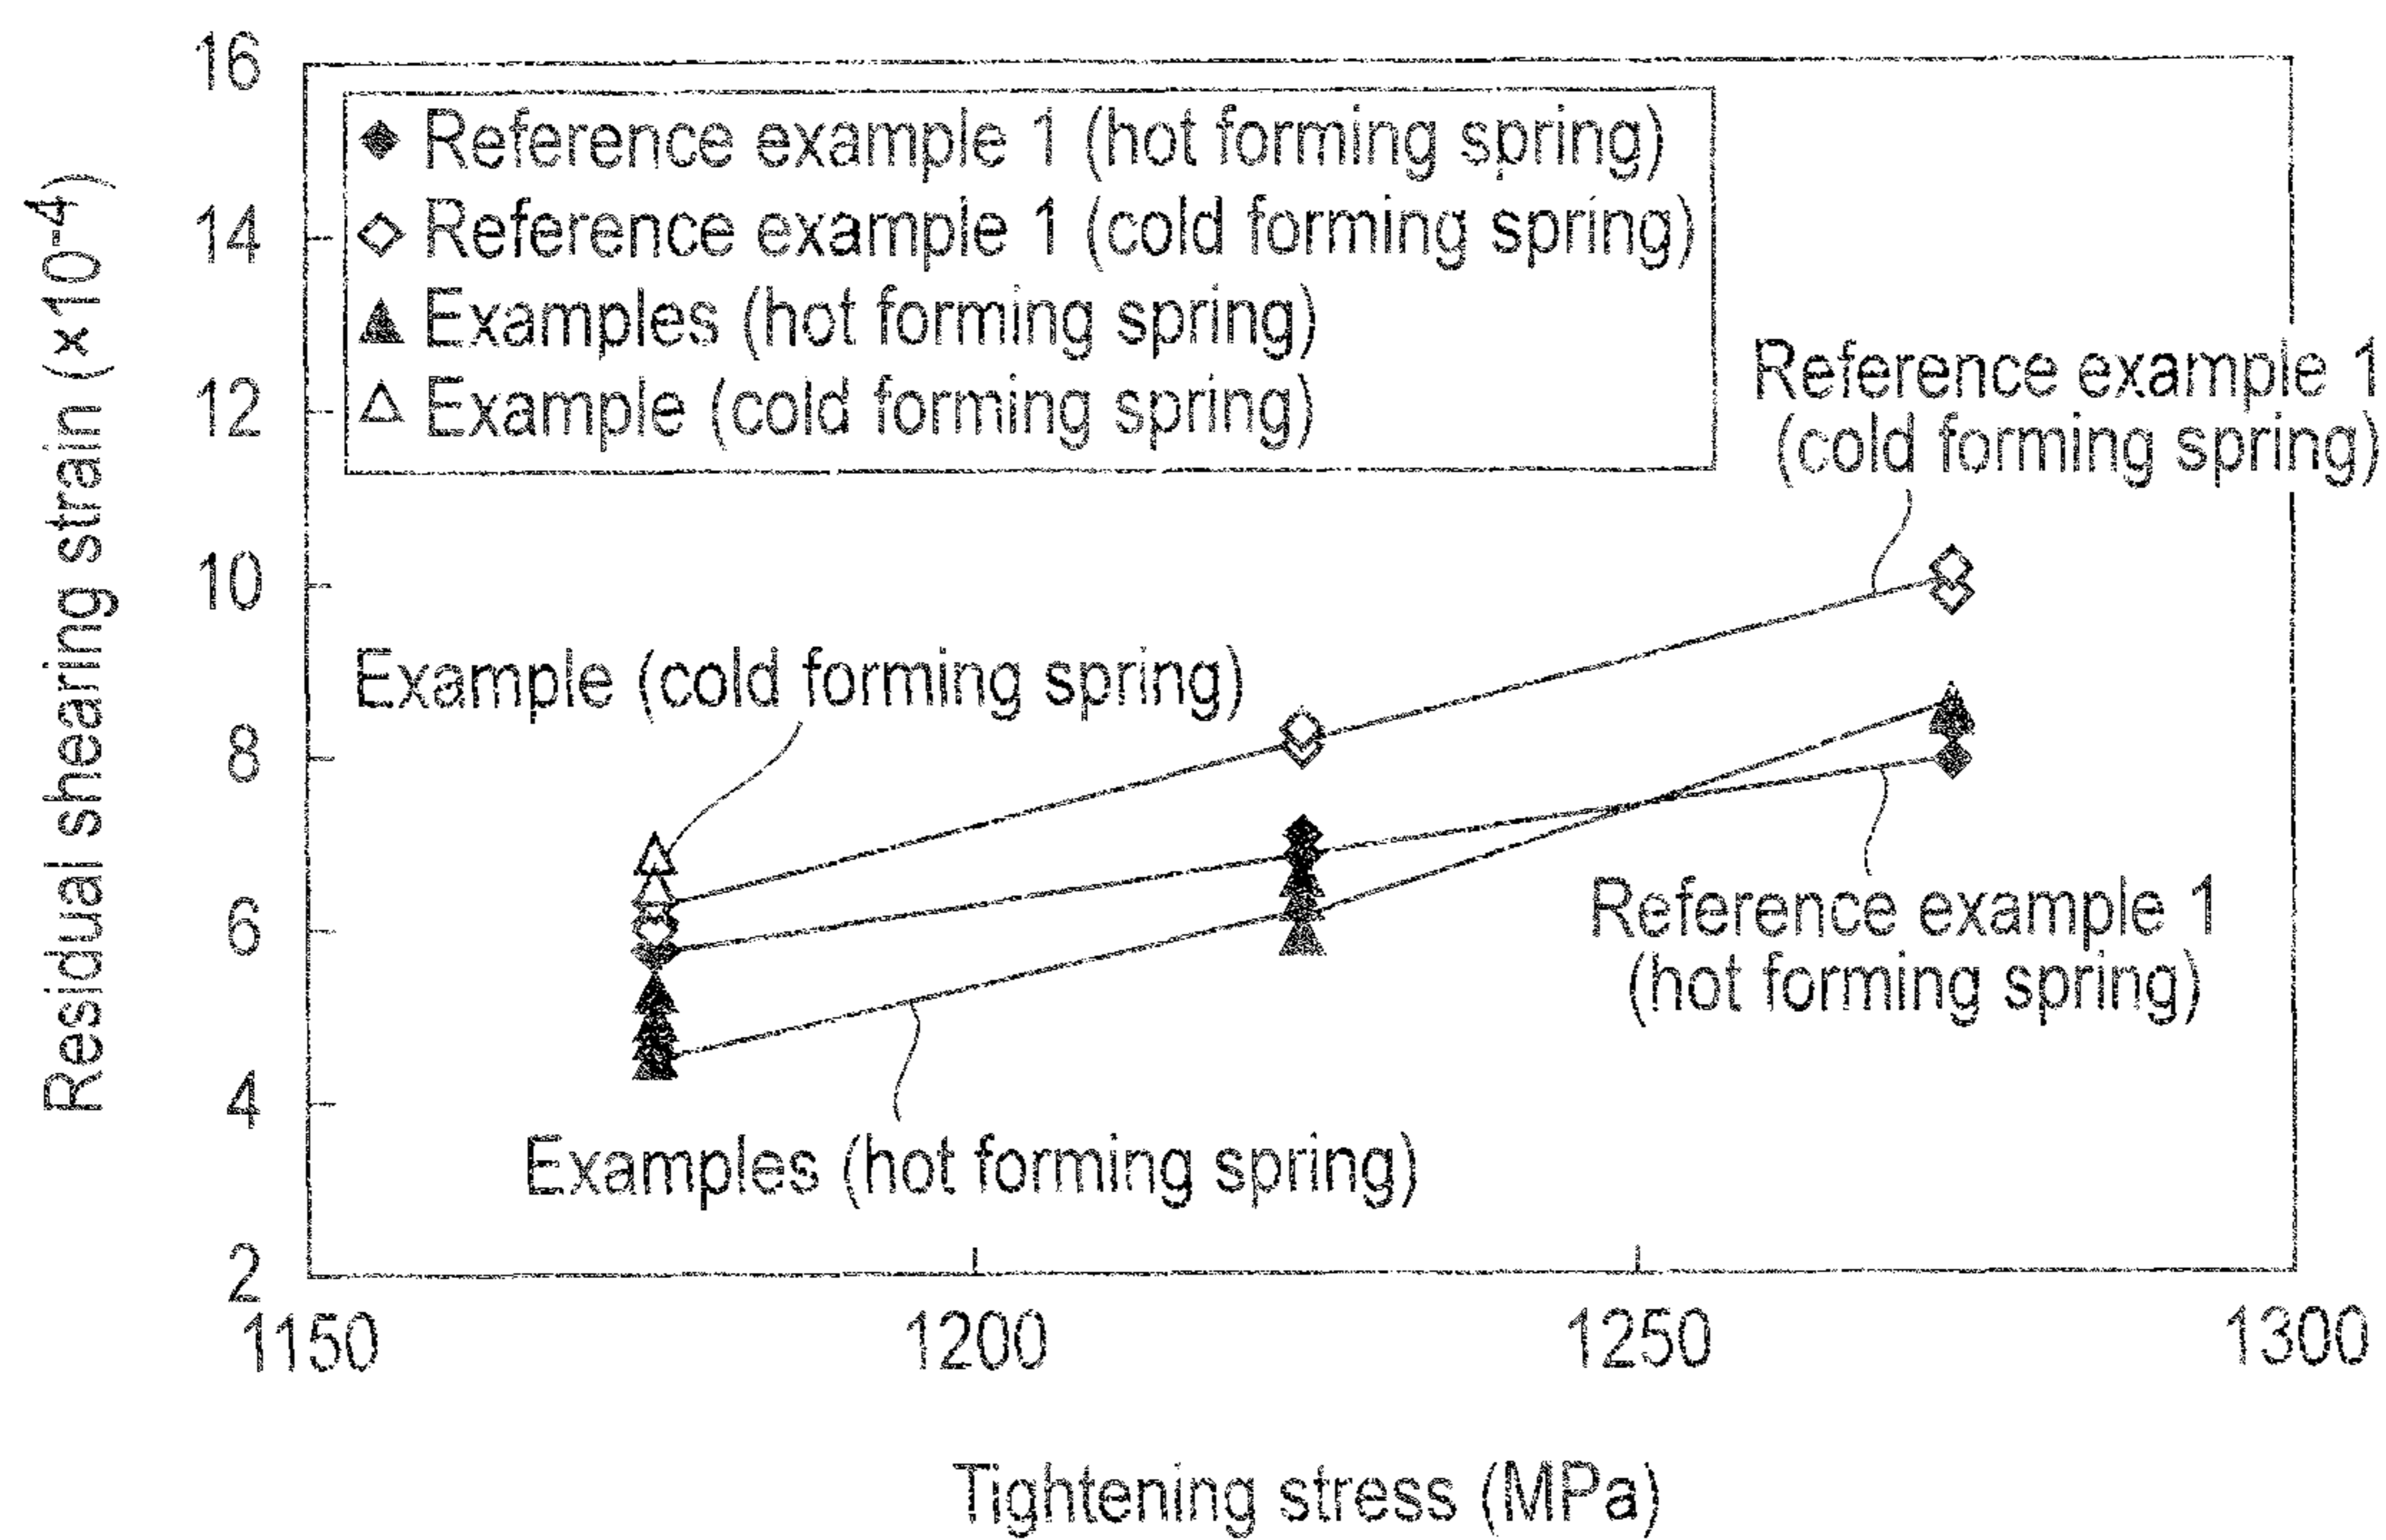 Residual shearing strain (×10⁻⁴)
16
14
12
10
8
6
4
2
Reference example 1 (hot forming spring)
Reference example 1 (cold forming spring)
Examples (hot forming spring)
Example (cold forming spring)
Reference example 1
(cold forming spring)
Example (cold forming spring)
Reference example 1
(hot forming spring)
Examples (hot forming spring)
1150 1200 1250 1300
Tightening stress (MPa)